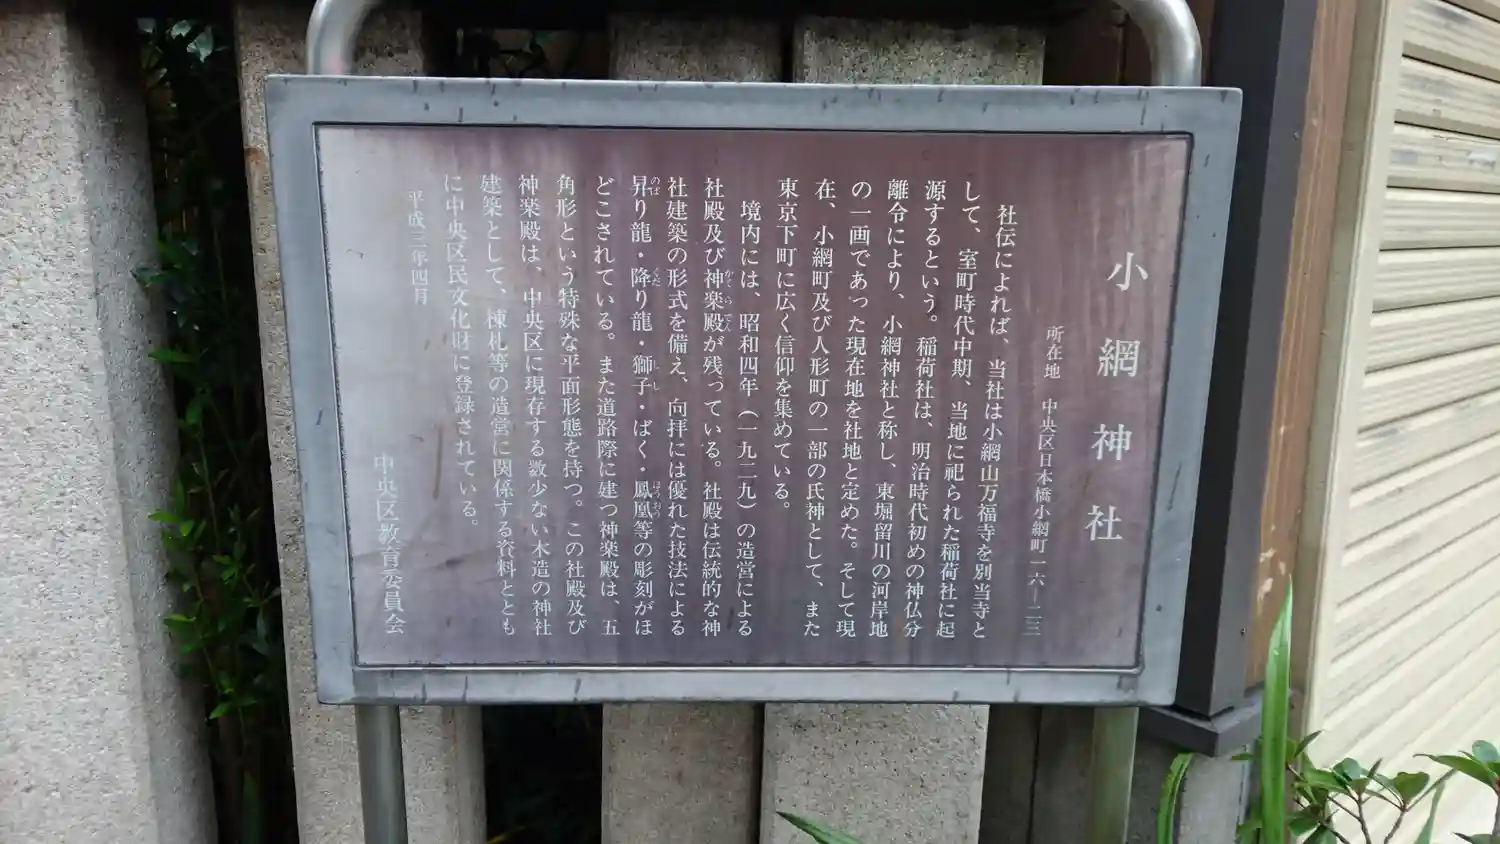 小網神社
所在地　中央区日本橋小網町一六―二三
社伝によれば、当社は小網山万福寺を別当寺と
して、室町時代中期、当地に祀られた稲荷社に起
源するという。稲荷社は、明治時代初めの神仏分
離令により、小網神社と称し、東堀留川の河岸地
の一画であった現在地を社地と定めた。そして現
在、小網町及び人形町の一部の氏神として、また
東京下町に広く信仰を集めている。
境内には、昭和四年（一九二九）の造営による
社殿及び神楽殿が残っている。社殿は伝統的な神
社建築の形式を備え、向拝には優れた技法による
昇り龍・降り龍・獅子・ばく・鳳凰等の彫刻がほ
どこされている。また道路際に建つ神楽殿は、五
角形という特殊な平面形態を持つ。この社殿及び
神楽殿は、中央区に現存する数少ない木造の神社
建築として、棟札等の造営に関係する資料ととも
に中央区民文化財に登録されている。
平成三年四月
中央区教育委員会